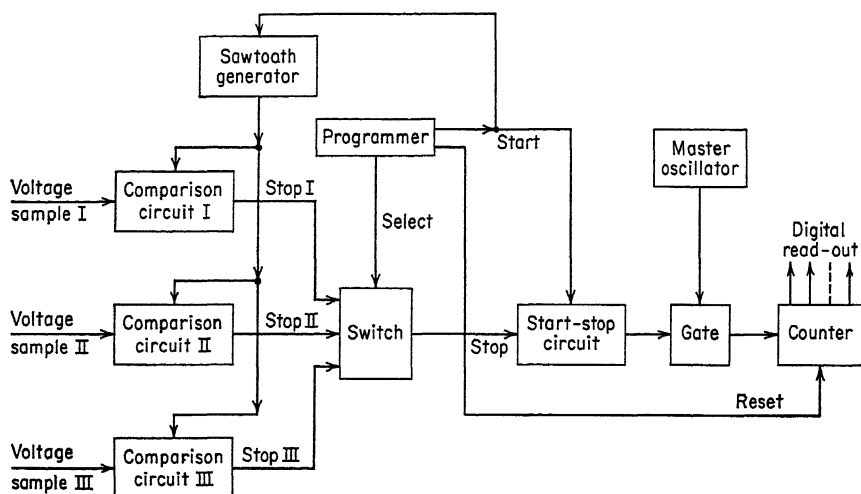 Sawtoath
generator
Programmer
Start
Master
oscillator
Voltage
sample I
Comparison
circuit I
Stop I
Select
Digital
read-out
Voltage
sample II
Comparison
circuit II
Stop II
Switch
Stop
Start-stop
circuit
Gate
Counter
Reset
Voltage
sample III
Comparison
circuit III
Stop III